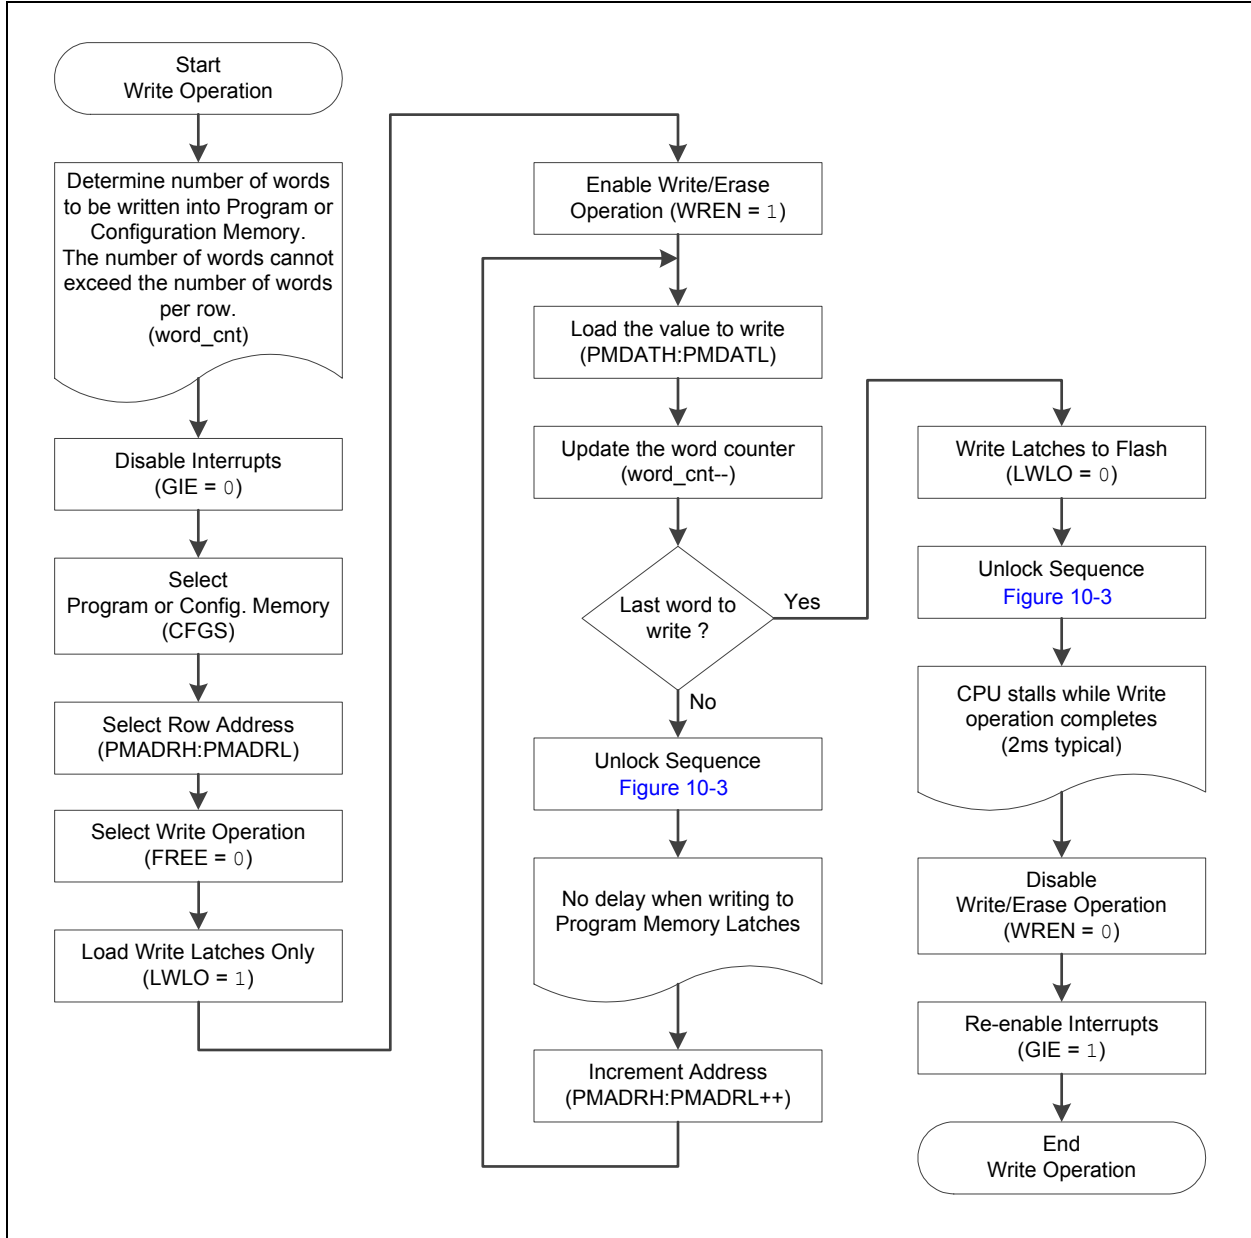 Start
Write Operation
Determine number of words
to be written into Program or
Configuration Memory.
The number of words cannot
exceed the number of words
per row.
(word_cnt)
Disable Interrupts
(GIE = 0)
Select
Program or Config. Memory
(CFGS)
Select Row Address
(PMADRH:PMADRL)
Select Write Operation
(FREE = 0)
Load Write Latches Only
(LWLO = 1)
Enable Write/Erase
Operation (WREN = 1)
Load the value to write
(PMDATH:PMDATL)
Update the word counter
(word_cnt--)
Last word to
write ?
Yes
No
Unlock Sequence
Figure 10-3
No delay when writing to
Program Memory Latches
Increment Address
(PMADRH:PMADRL++)
Write Latches to Flash
(LWLO = 0)
Unlock Sequence
Figure 10-3
CPU stalls while Write
operation completes
(2ms typical)
Disable
Write/Erase Operation
(WREN = 0)
Re-enable Interrupts
(GIE = 1)
End
Write Operation